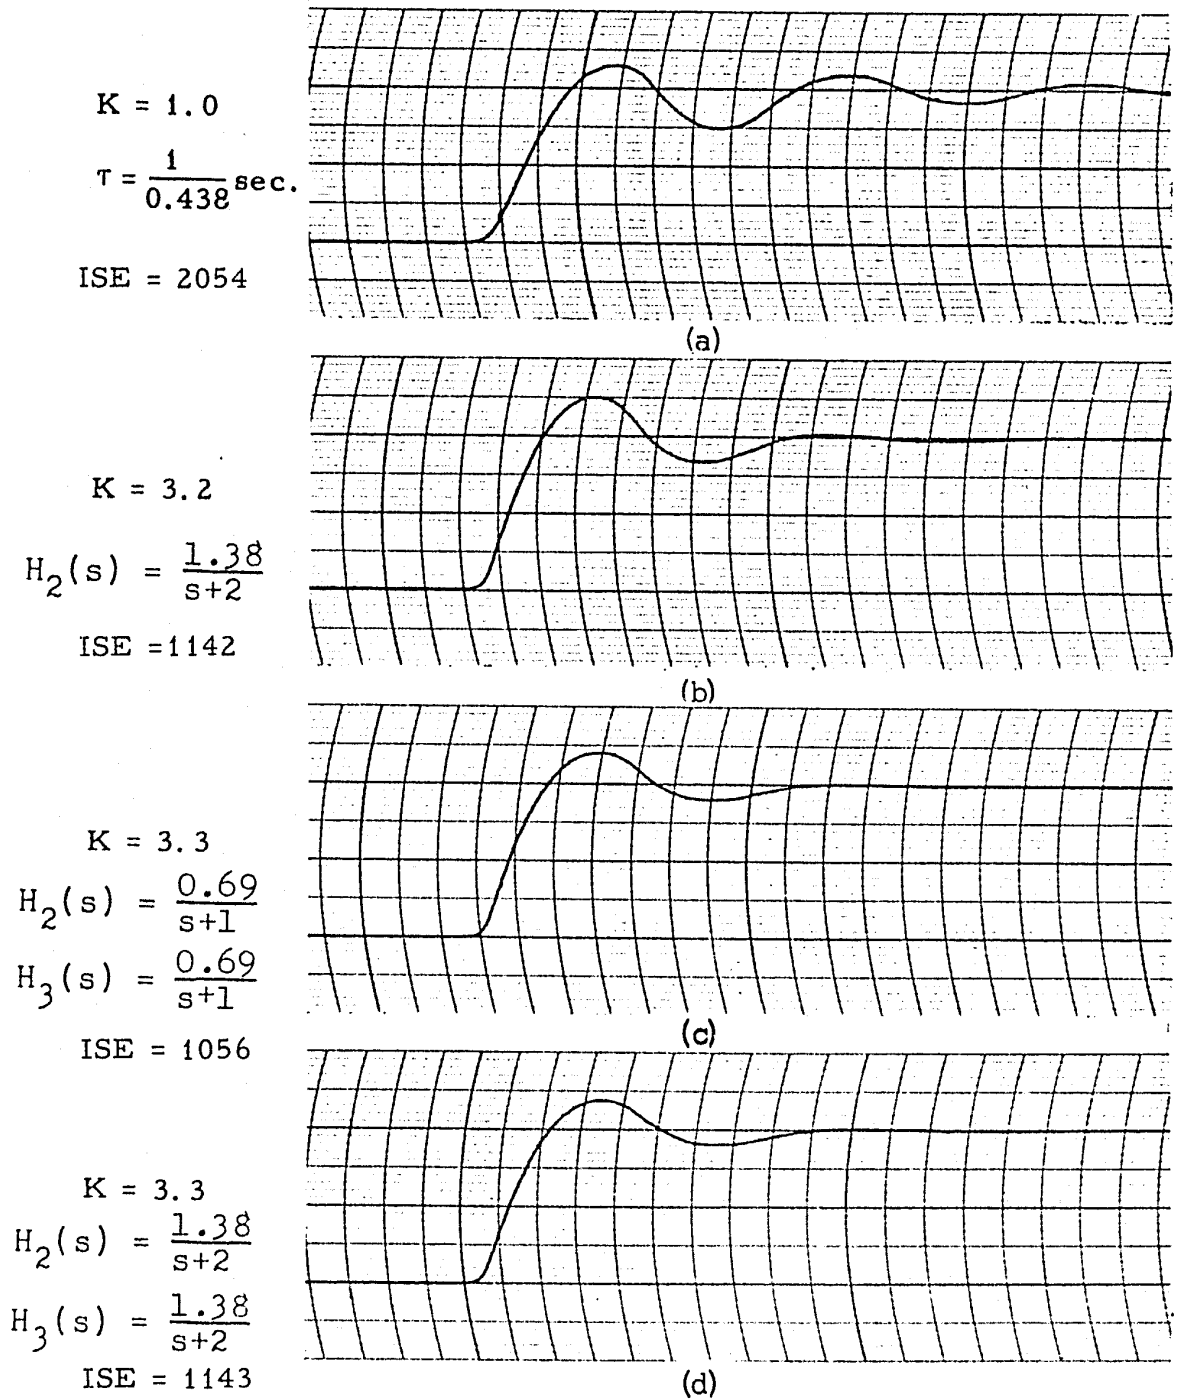 K = 1.0
τ = 1/0.438 sec.
ISE = 2054
(a)
K = 3.2
H₂(s) = 1.38/s+2
ISE =1142
(b)
K = 3.3
H₂(s) = 0.69/s+1
H₃(s) = 0.69/s+1
ISE = 1056
(c)
K = 3.3
H₂(s) = 1.38/s+2
H₃(s) = 1.38/s+2
ISE = 1143
(d)